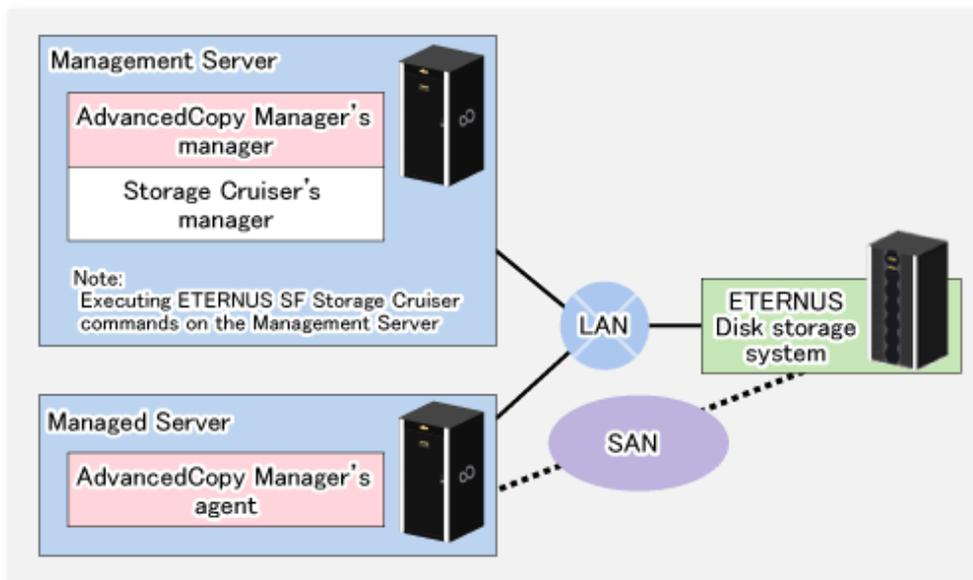 Management Server
AdvancedCopy Manager's
manager
Storage Cruiser's
manager
Note:
Executing ETERNUS SF Storage Cruiser
commands on the Management Server
LAN
ETERNUS
Disk storage
system
Managed Server
AdvancedCopy Manager's
agent
SAN